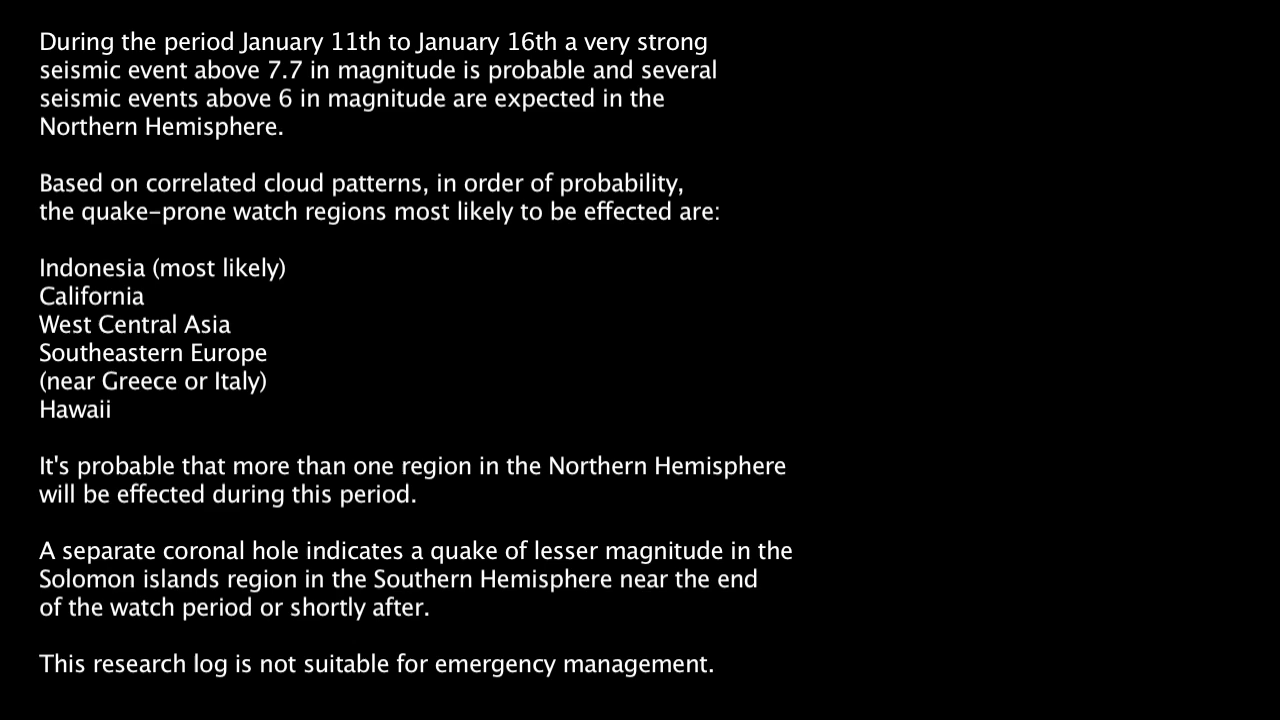 During the period January 11th to January 16th a very strong
seismic event above 7.7 in magnitude is probable and several
seismic events above 6 in magnitude are expected in the
Northern Hemisphere.
Based on correlated cloud patterns, in order of probability,
the quake-prone watch regions most likely to be effected are:
Indonesia (most likely)
California
West Central Asia
Southeastern Europe
(near Greece or Italy)
Hawaii
It's probable that more than one region in the Northern Hemisphere
will be effected during this period.
A separate coronal hole indicates a quake of lesser magnitude in the
Solomon islands region in the Southern Hemisphere near the end
of the watch period or shortly after.
This research log is not suitable for emergency management.